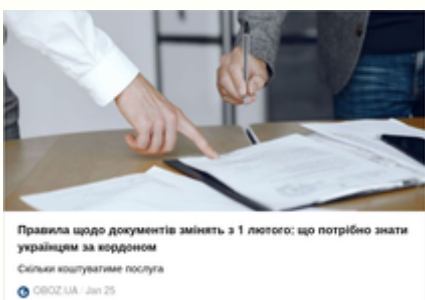 Правила щодо документів змінять з 1 лютого: що потрібно знати
українцям за кордоном
Скільки коштуватиме послуга
OBOZ.UA / Jan 25